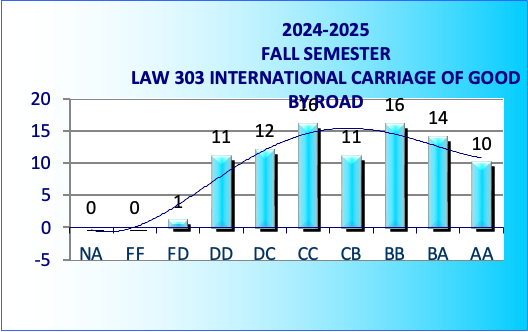 2024-2025
FALL SEMESTER
LAW 303 INTERNATIONAL CARRIAGE OF GOOD
BY ROAD
20
15
10
5
0
-5
0 0 1 11 12 16 11 16 14 10
NA FF FD DD DC CC CB BB BA AA